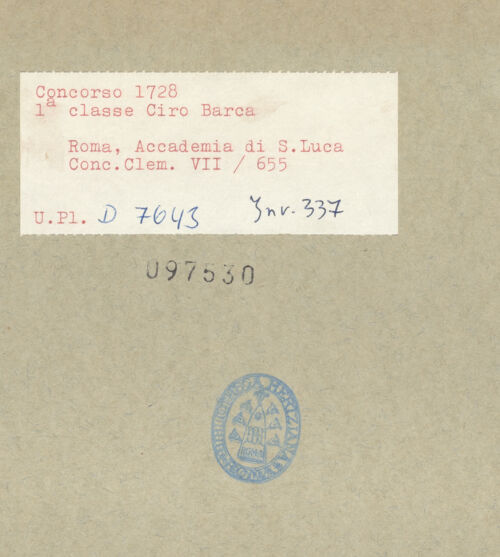 Concorso 1728
1a classe Ciro Barca
Roma, Accademia di S.Luca
Conc.Clem. VII / 655
U.Pl. D 7643 Inv. 337
097530
ROMA